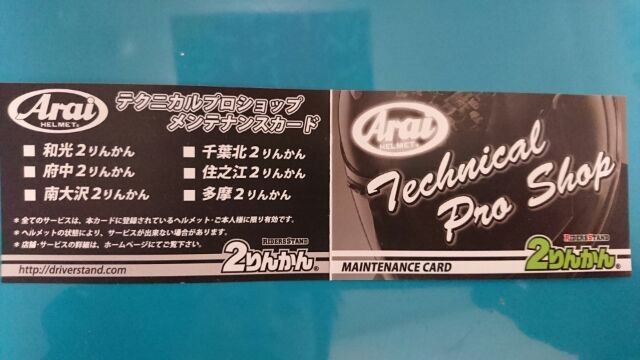 Arai
HELMET®
テクニカルプロショップ
メンテナンスカード
■ 和光2りんかん
■ 千葉北2りんかん
■ 府中2りんかん
■ 住之江2りんかん
■ 南大沢2りんかん
■ 多摩2りんかん
＊全てのサービスは、本カードに登録されているヘルメット・ご本人様に限り有効です。
＊ヘルメットの状態により、サービスが出来ない場合があります。
＊店舗・サービスの詳細は、ホームページにてご覧下さい。
http://driverstand.com
RIDERSSTAND
2りんかん®
Arai
HELMET®
Technical
Pro Shop
MAINTENANCE CARD
RIDERSSTAND
2りんかん®